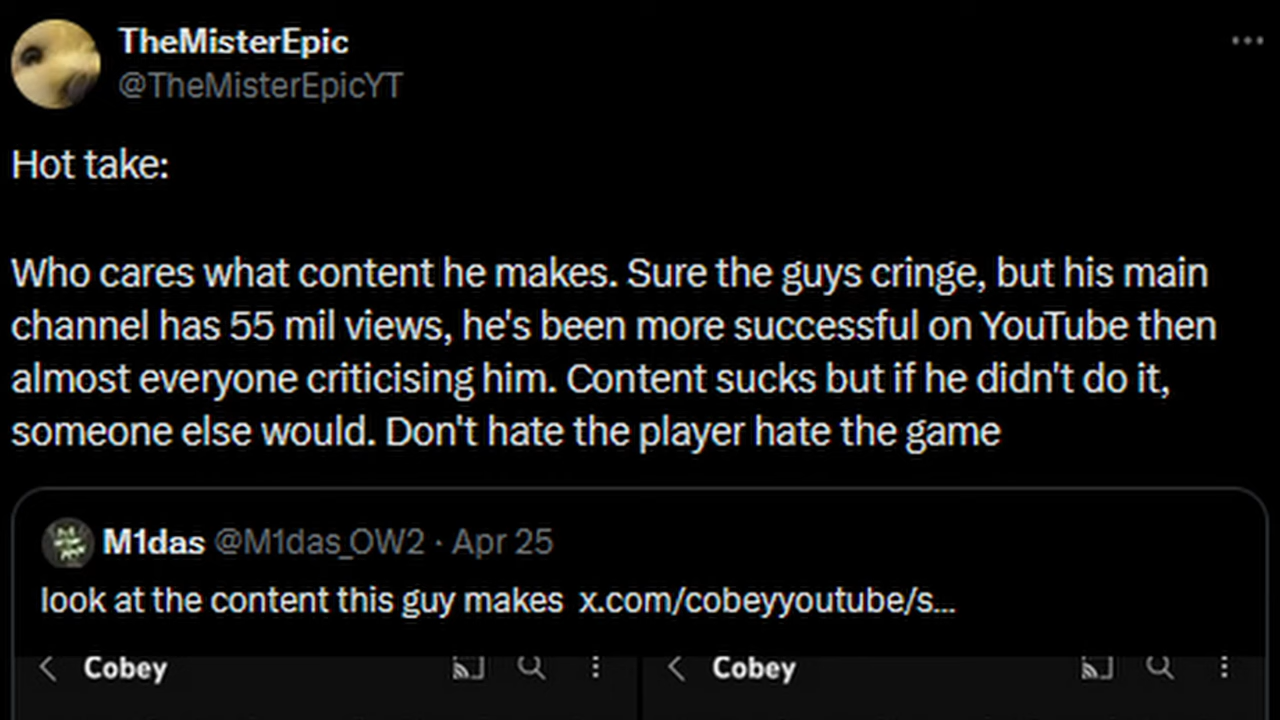 TheMisterEpic
@TheMisterEpicYT
Hot take:
Who cares what content he makes. Sure the guys cringe, but his main
channel has 55 mil views, he's been more successful on YouTube then
almost everyone criticising him. Content sucks but if he didn't do it,
someone else would. Don't hate the player hate the game
M1das @M1das_OW2 · Apr 25
look at the content this guy makes x.com/cobeyyoutube/s...
Cobey
Cobey